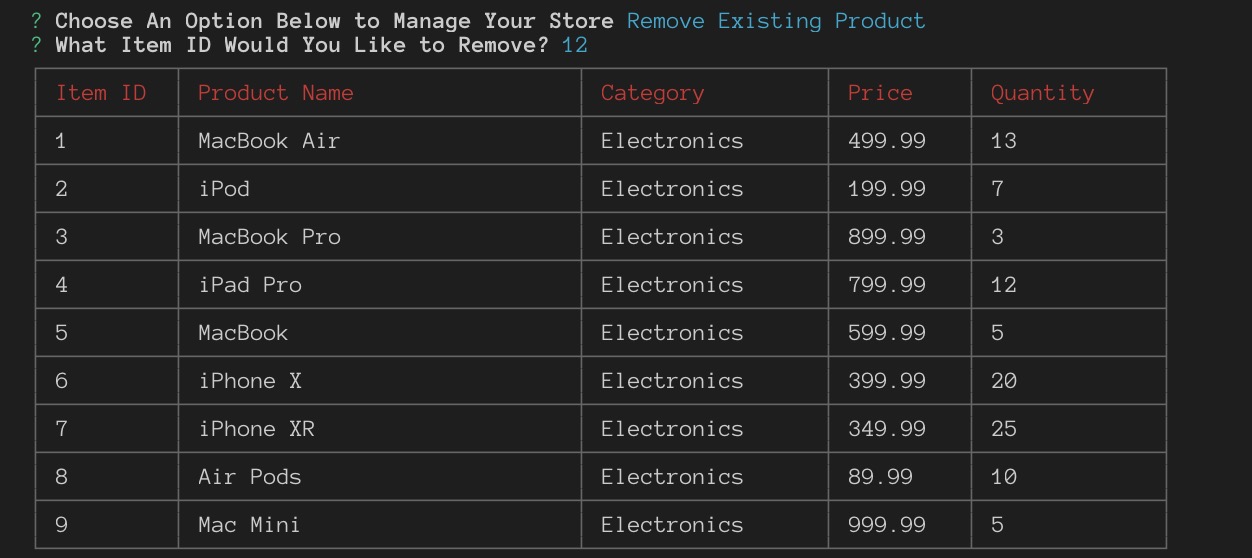 ? Choose An Option Below to Manage Your Store Remove Existing Product
? What Item ID Would You Like to Remove? 12
Item ID Product Name Category Price Quantity
1 MacBook Air Electronics 499.99 13
2 iPod Electronics 199.99 7
3 MacBook Pro Electronics 899.99 3
4 iPad Pro Electronics 799.99 12
5 MacBook Electronics 599.99 5
6 iPhone X Electronics 399.99 20
7 iPhone XR Electronics 349.99 25
8 Air Pods Electronics 89.99 10
9 Mac Mini Electronics 999.99 5